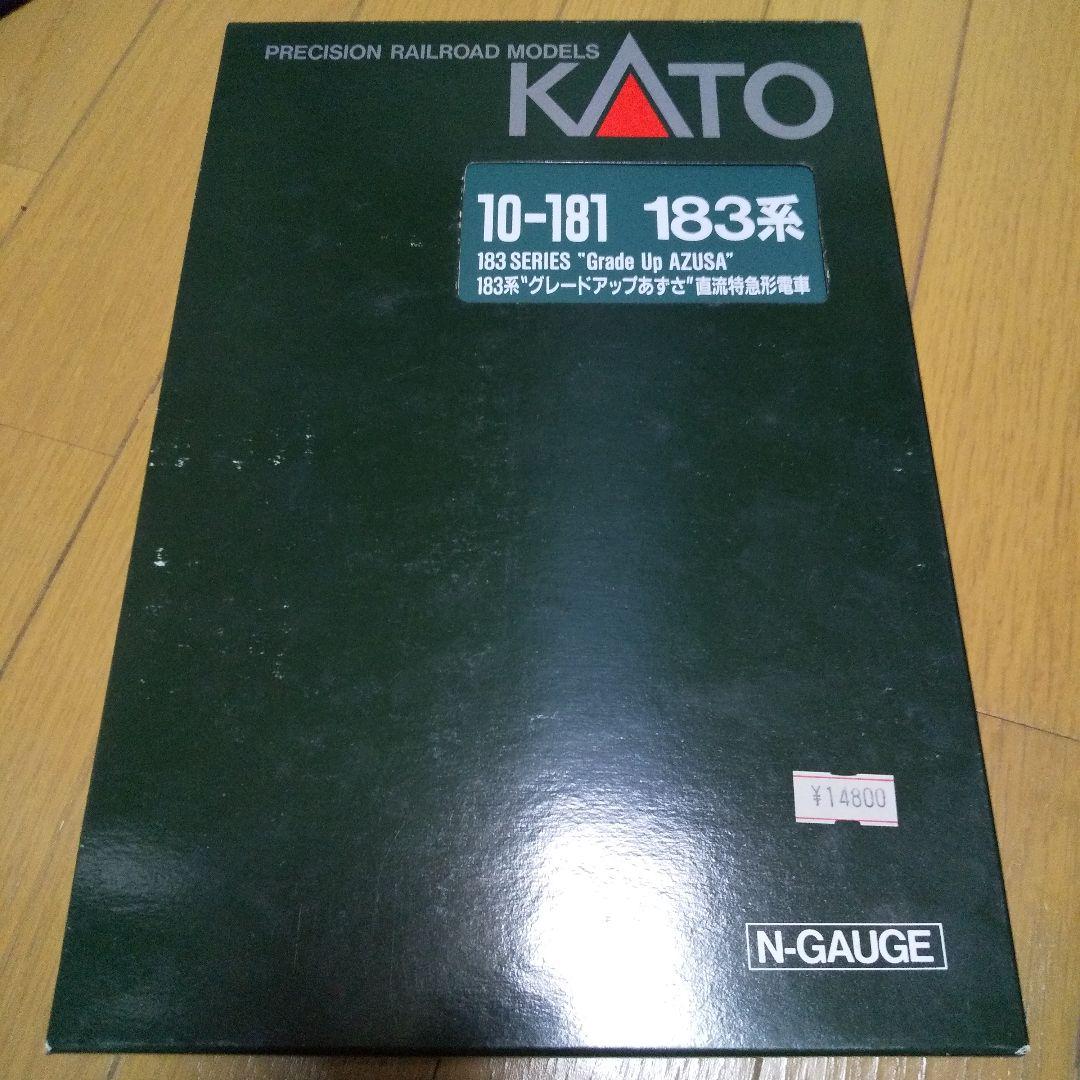 PRECISION RAILROAD MODELS
KATO
10-181 183系
183 SERIES "Grade Up AZUSA"
183系"グレードアップあずさ"直流特急形電車
¥14800
N-GAUGE